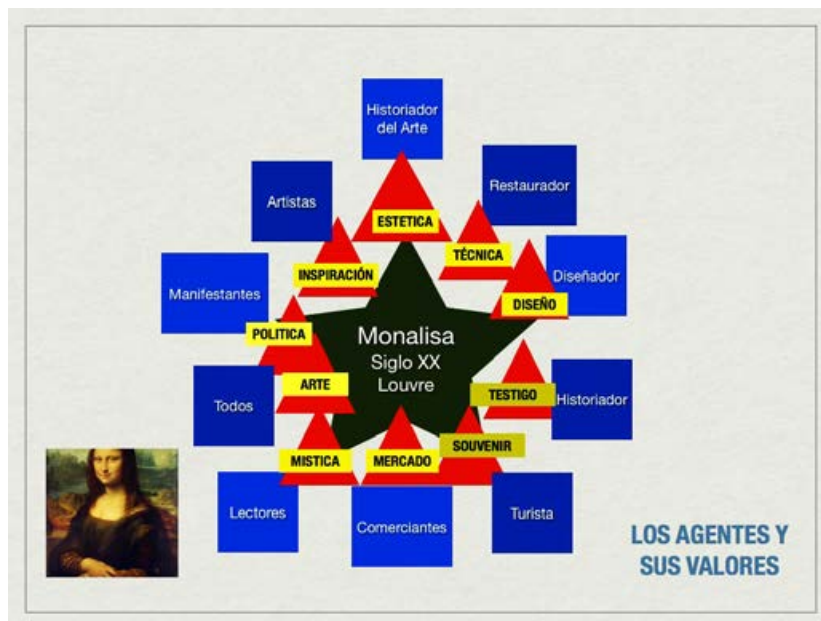 Historiador
del Arte
Artistas
Restaurador
ESTETICA
TÉCNICA
INSPIRACIÓN
Diseñador
Manifestantes
DISEÑO
POLITICA
Monalisa
Siglo XX
Louvre
ARTE
TESTIGO
Todos
Historiador
SOUVENIR
MISTICA
MERCADO
Lectores
Comerciantes
Turista
LOS AGENTES Y
SUS VALORES